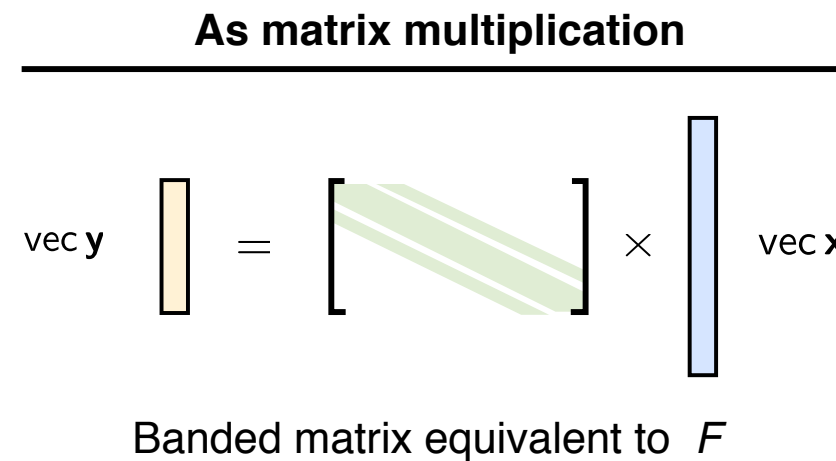 As matrix multiplication
vec y = [ ] × vec x
Banded matrix equivalent to F